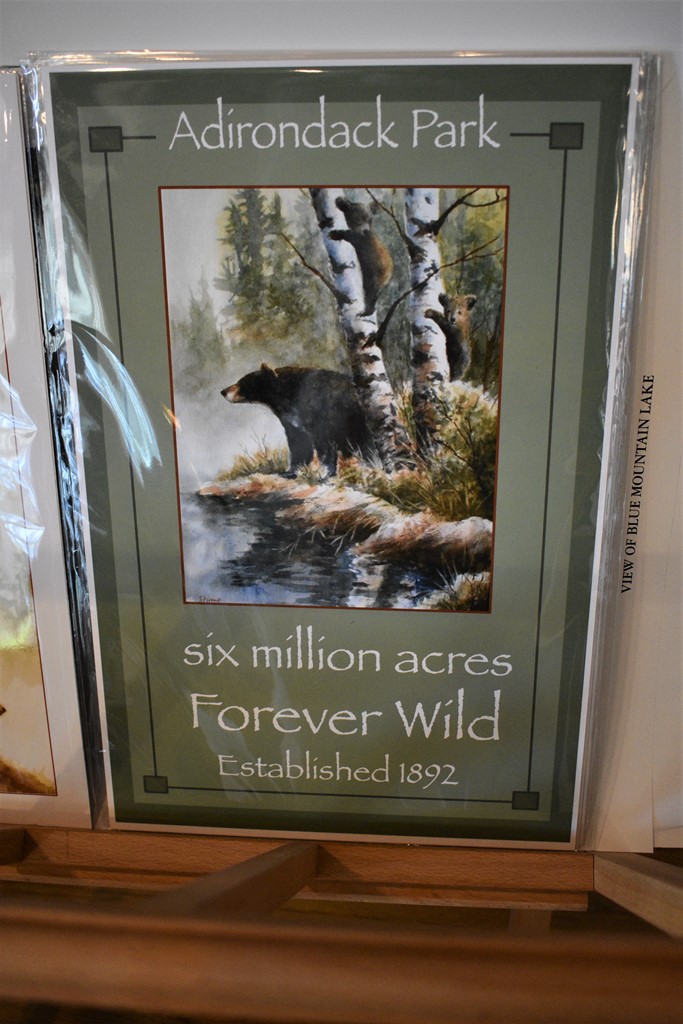 Adirondack Park
six million acres
Forever Wild
Established 1892
VIEW OF BLUE MOUNTAIN LAKE